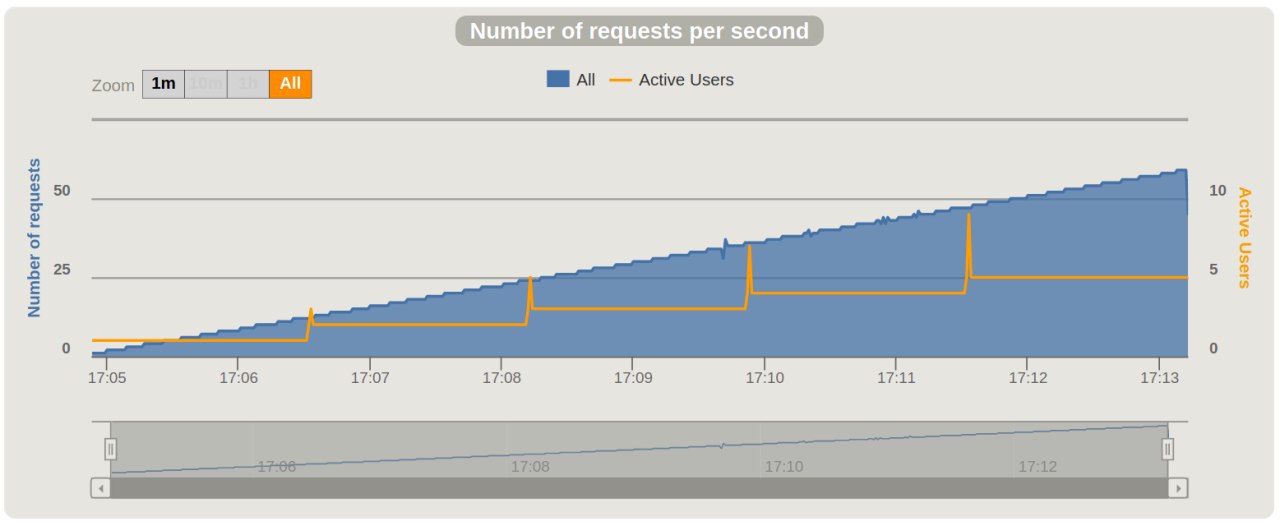 Number of requests per second
Zoom 1m 10m 1h All
All Active Users
Number of requests
50
25
0
10
5
0
Active Users
17:05 17:06 17:07 17:08 17:09 17:10 17:11 17:12 17:13
17:06 17:08 17:10 17:12